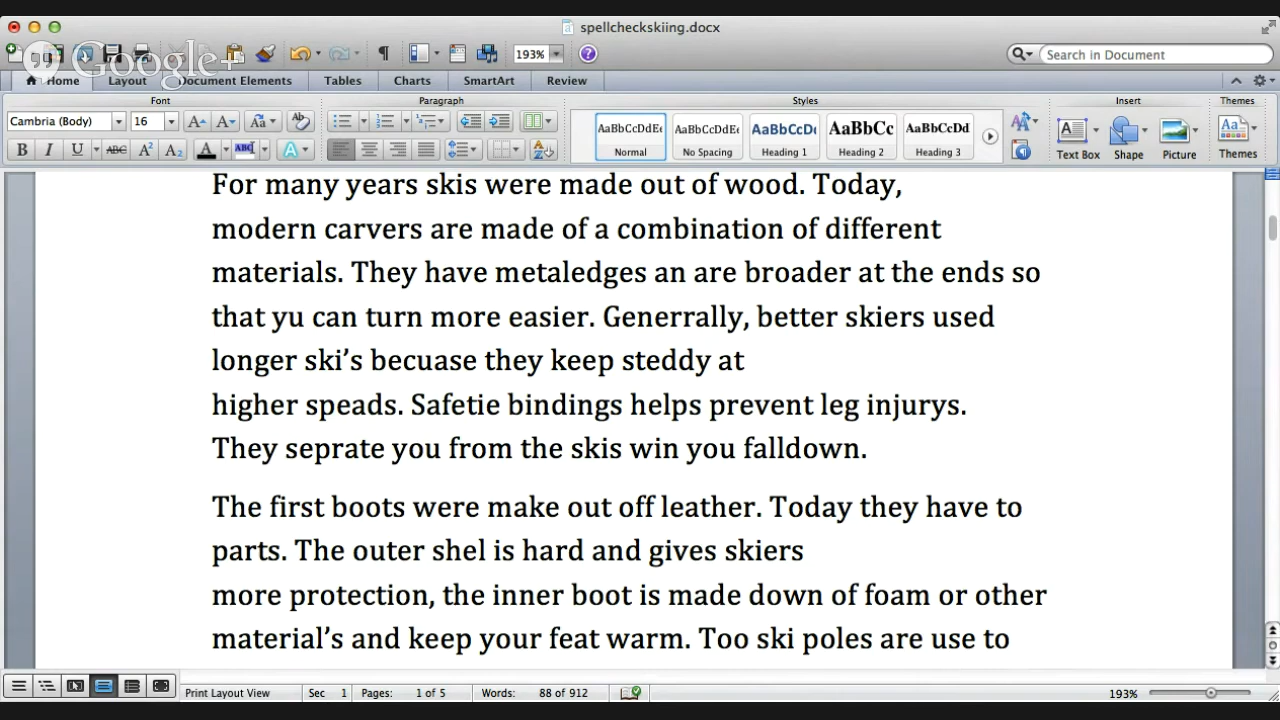 spellcheckskiing.docx
Google+
193%
Search in Document
Home Layout Document Elements Tables Charts SmartArt Review
Font Paragraph Styles Insert Themes
Cambria (Body) 16
AaBbCcDdEe AaBbCcDdEe AaBbCcDd AaBbCc AaBbCcDd
Normal No Spacing Heading 1 Heading 2 Heading 3
Text Box Shape Picture Themes
For many years skis were made out of wood. Today,
modern carvers are made of a combination of different
materials. They have metaledges an are broader at the ends so
that yu can turn more easier. Generrally, better skiers used
longer ski’s becuase they keep steddy at
higher speads. Safetie bindings helps prevent leg injurys.
They seprate you from the skis win you falldown.
The first boots were make out off leather. Today they have to
parts. The outer shel is hard and gives skiers
more protection, the inner boot is made down of foam or other
material’s and keep your feat warm. Too ski poles are use to
Print Layout View Sec 1 Pages: 1 of 5 Words: 88 of 912 193%